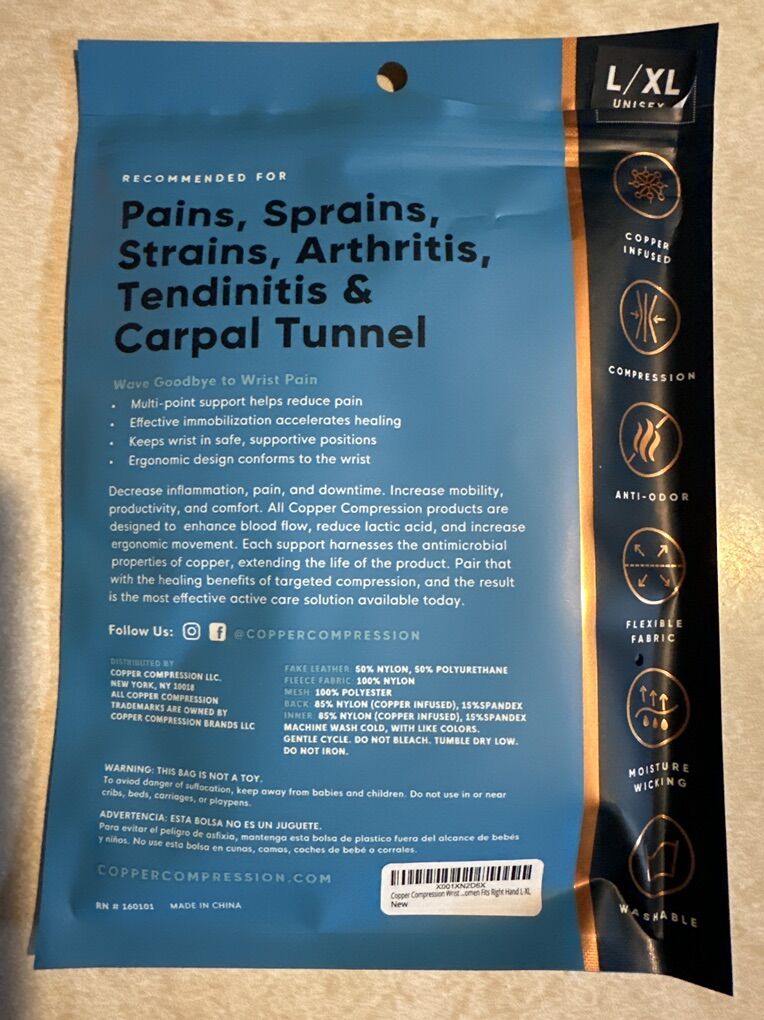 L/XL
UNISEX
RECOMMENDED FOR
Pains, Sprains,
Strains, Arthritis,
Tendinitis &
Carpal Tunnel
Wave Goodbye to Wrist Pain
• Multi-point support helps reduce pain
• Effective immobilization accelerates healing
• Keeps wrist in safe, supportive positions
• Ergonomic design conforms to the wrist
Decrease inflammation, pain, and downtime. Increase mobility,
productivity, and comfort. All Copper Compression products are
designed to enhance blood flow, reduce lactic acid, and increase
ergonomic movement. Each support harnesses the antimicrobial
properties of copper, extending the life of the product. Pair that
with the healing benefits of targeted compression, and the result
is the most effective active care solution available today.
Follow Us: @COPPERCOMPRESSION
DISTRIBUTED BY
COPPER COMPRESSION LLC.
NEW YORK, NY 10018
ALL COPPER COMPRESSION
TRADEMARKS ARE OWNED BY
COPPER COMPRESSION BRANDS LLC
FAKE LEATHER: 50% NYLON, 50% POLYURETHANE
FLEECE FABRIC: 100% NYLON
MESH: 100% POLYESTER
BACK: 85% NYLON (COPPER INFUSED), 15%SPANDEX
INNER: 85% NYLON (COPPER INFUSED), 15%SPANDEX
MACHINE WASH COLD, WITH LIKE COLORS.
GENTLE CYCLE. DO NOT BLEACH. TUMBLE DRY LOW.
DO NOT IRON.
WARNING: THIS BAG IS NOT A TOY.
To aviod danger of suffocation, keep away from babies and children. Do not use in or near
cribs, beds, carriages, or playpens.
ADVERTENCIA: ESTA BOLSA NO ES UN JUGUETE.
Para evitar el peligro de asfixia, mantenga esta bolsa de plastico fuera del alcance de bebés
y niños. No use esta bolsa en cunas, camas, coches de bebé o corrales.
COPPERCOMPRESSION.COM
RN # 160101 MADE IN CHINA
X001XN2D6X
Copper Compression Wrist ...omen Fits Right Hand L-XL
New
COPPER
INFUSED
COMPRESSION
ANTI-ODOR
FLEXIBLE
FABRIC
MOISTURE
WICKING
WASHABLE